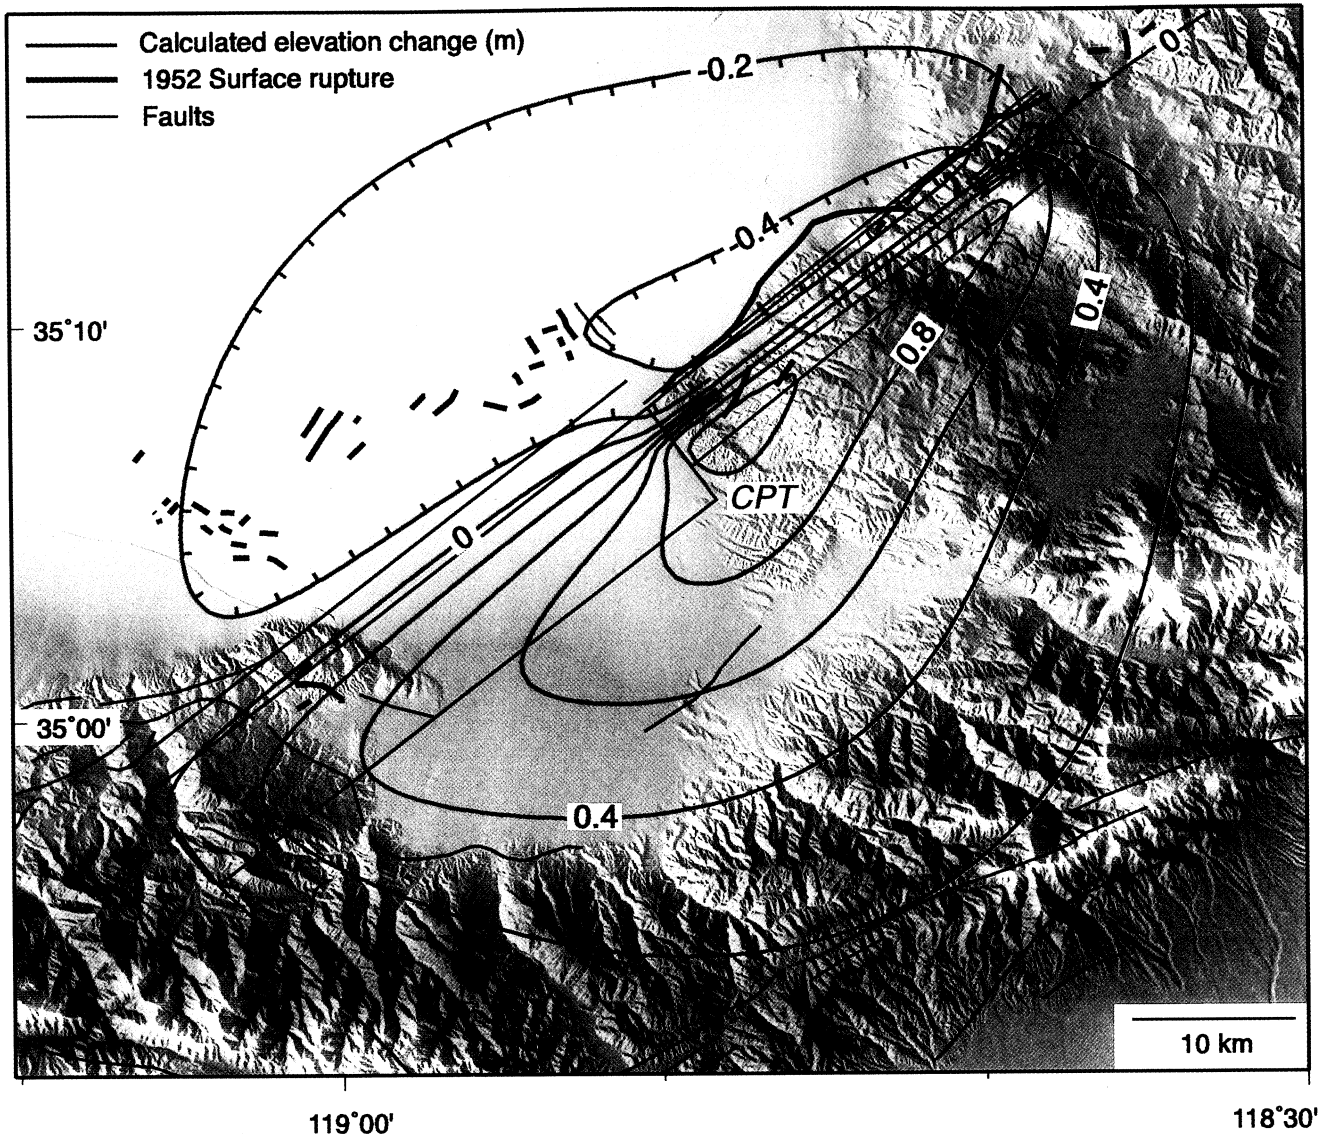 Calculated elevation change (m)
1952 Surface rupture
Faults
0
-0.2
-0.4
0.4
0.8
35°10'
CPT
0
35°00'
0.4
10 km
119°00'
118°30'